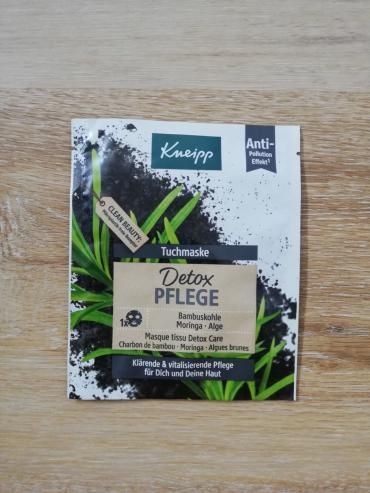 Kneipp
Anti-
Pollution
Effekt¹
CLEAN BEAUTY:
Tuchmaske
Detox
PFLEGE
1x
Bambuskohle
Moringa · Alge
Masque tissu Detox Care
Charbon de bambou · Moringa · Algues brunes
Klärende & vitalisierende Pflege
für Dich und Deine Haut